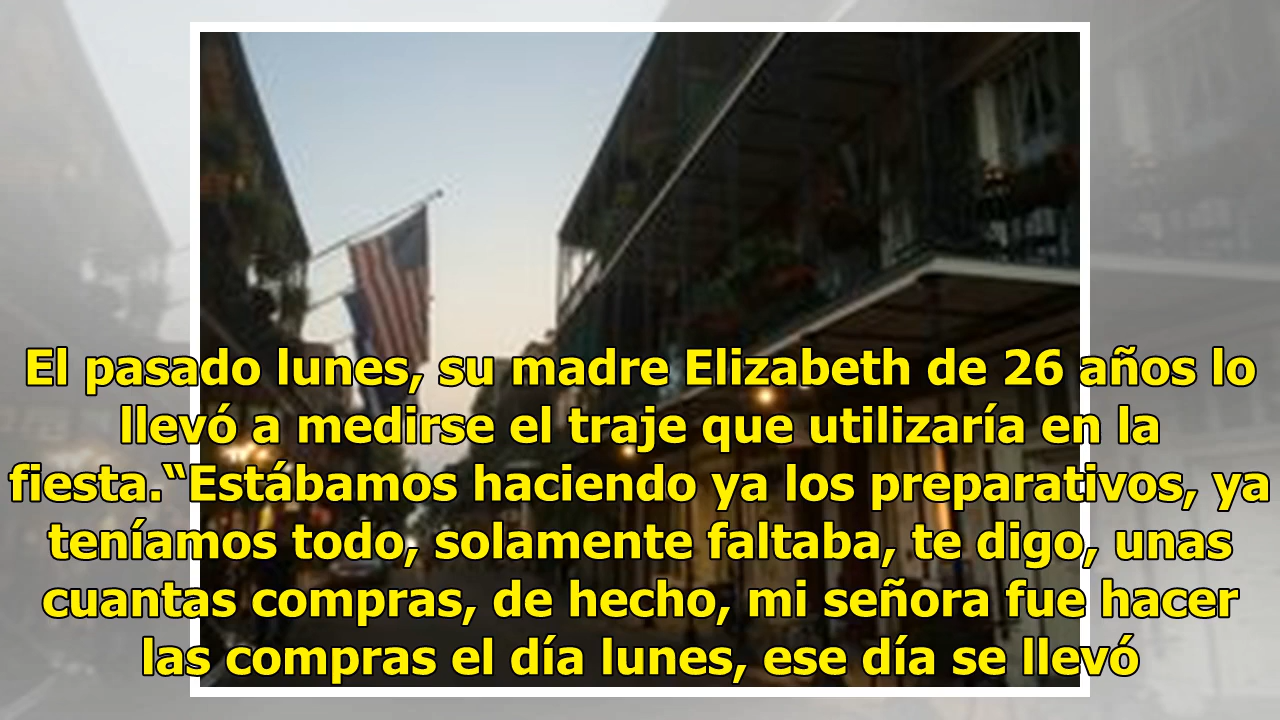 El pasado lunes, su madre Elizabeth de 26 años lo
llevó a medirse el traje que utilizaría en la
fiesta.“Estábamos haciendo ya los preparativos, ya
teníamos todo, solamente faltaba, te digo, unas
cuantas compras, de hecho, mi señora fue hacer
las compras el día lunes, ese día se llevó